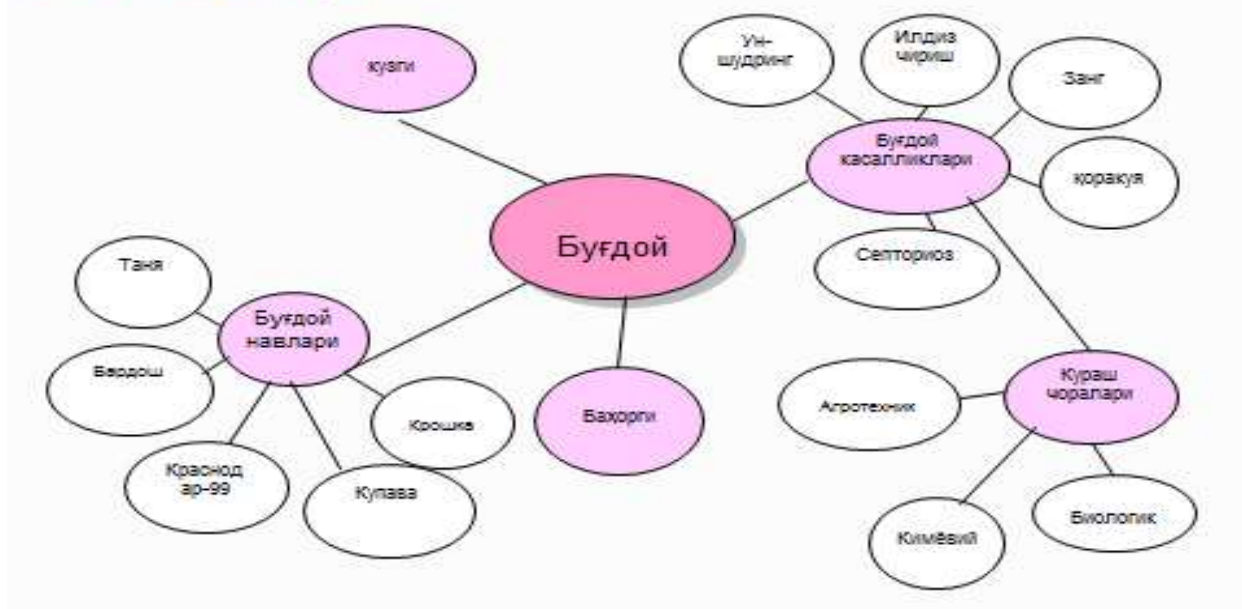 кузги
Ун-
шудринг
Илдиз
чириш
Занг
Буғдой
касалликлари
қоракуя
Септориоз
Буғдой
Таня
Буғдой
навлари
Бардош
Крошка
Краснод
ар-99
Купава
Баҳорги
Кураш
чоралари
Агротехник
Кимёвий
Биологик